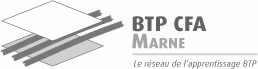 BTP CFA
MARNE
Le réseau de l'apprentissage BTP